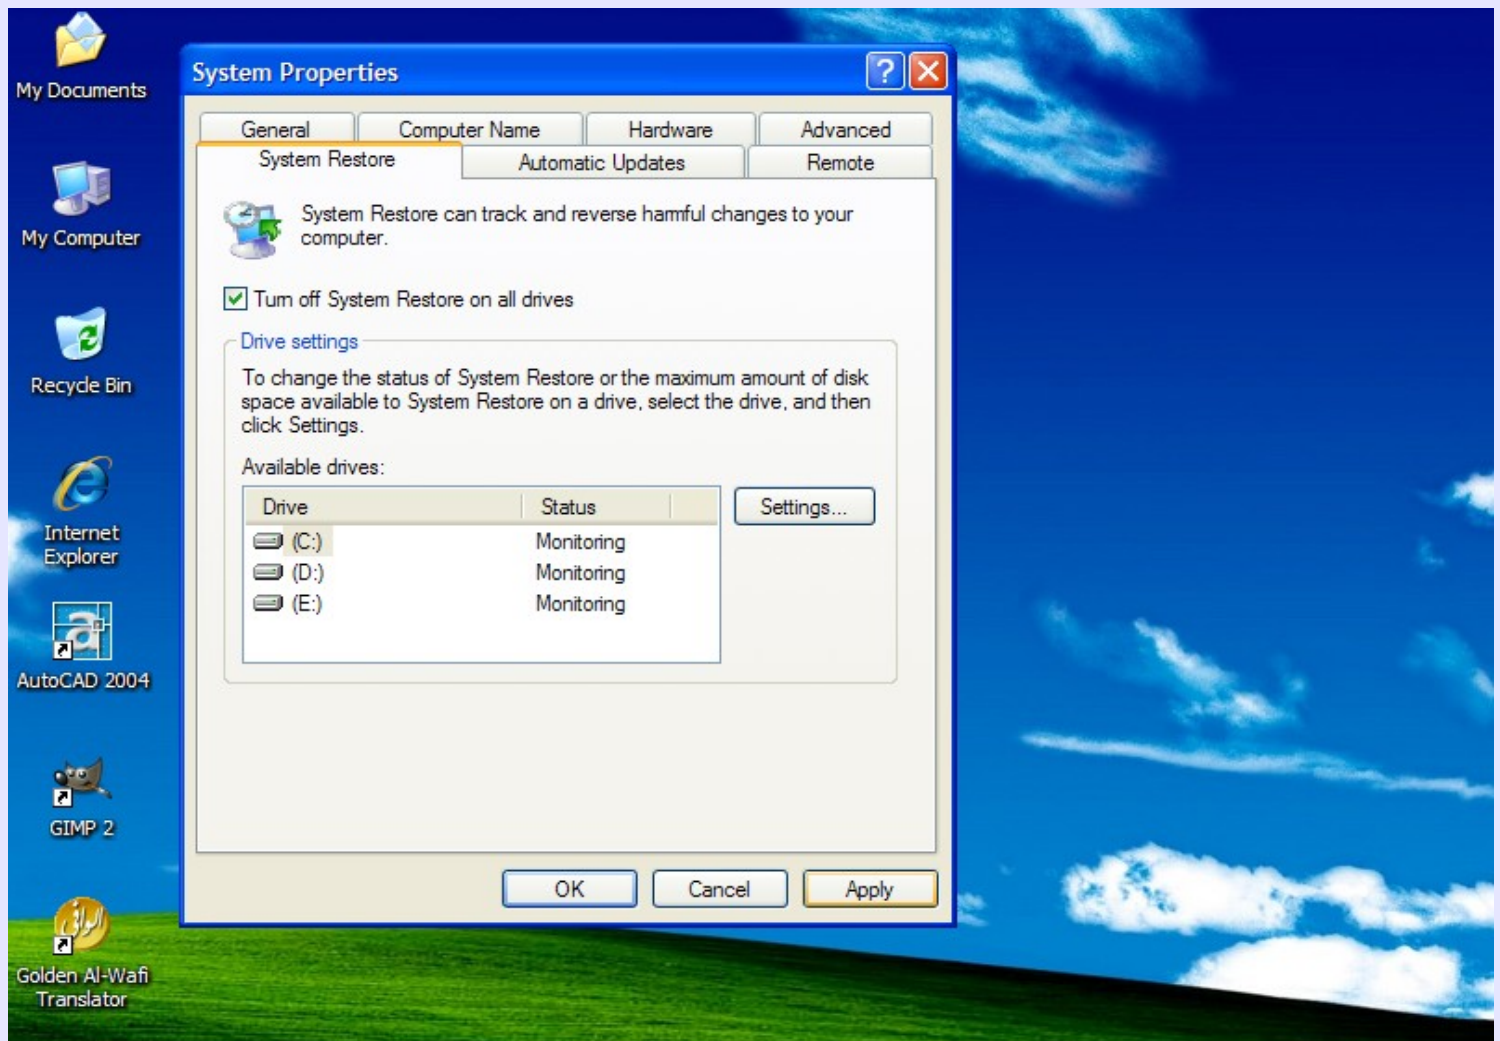 My Documents
My Computer
Recycle Bin
Internet
Explorer
AutoCAD 2004
GIMP 2
الوافي
Golden Al-Wafi
Translator
System Properties
?
General
Computer Name
Hardware
Advanced
System Restore
Automatic Updates
Remote
System Restore can track and reverse harmful changes to your
computer.
Turn off System Restore on all drives
Drive settings
To change the status of System Restore or the maximum amount of disk
space available to System Restore on a drive, select the drive, and then
click Settings.
Available drives:
Drive Status
Settings...
(C:) Monitoring
(D:) Monitoring
(E:) Monitoring
OK
Cancel
Apply